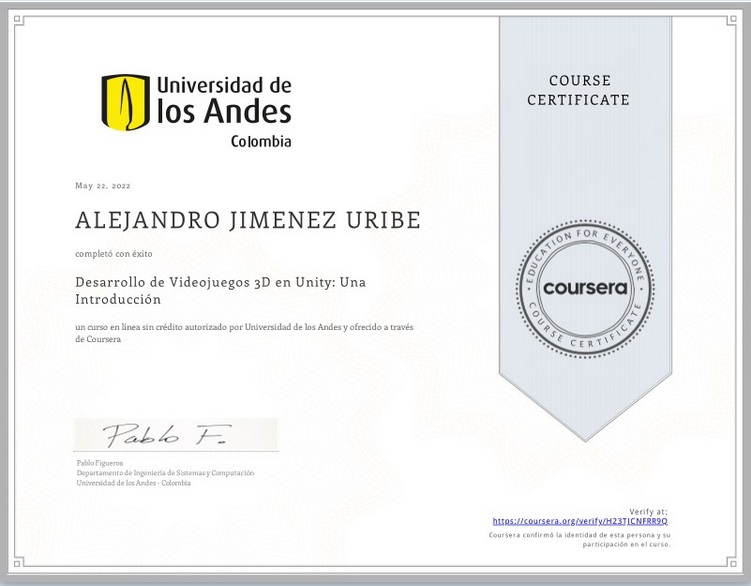 Universidad de
los Andes
Colombia
COURSE
CERTIFICATE
May 22, 2022
ALEJANDRO JIMENEZ URIBE
completó con éxito
Desarrollo de Videojuegos 3D en Unity: Una
Introducción
un curso en línea sin crédito autorizado por Universidad de los Andes y ofrecido a través
de Coursera
EDUCATION FOR EVERYONE
coursera
COURSE CERTIFICATE
Pablo F.
Pablo Figueroa
Departamento de Ingeniería de Sistemas y Computación
Universidad de los Andes - Colombia
Verify at:
https://coursera.org/verify/H23TJCNFRR9Q
Coursera confirmó la identidad de esta persona y su
participación en el curso.